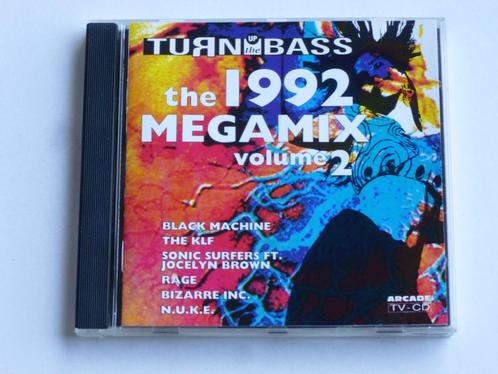 TURN UP the BASS
the 1992
MEGAMIX
volume 2
BLACK MACHINE
THE KLF
SONIC SURFERS FT.
JOCELYN BROWN
RAGE
BIZARRE INC.
N.U.K.E.
ARCADE
TV-CD